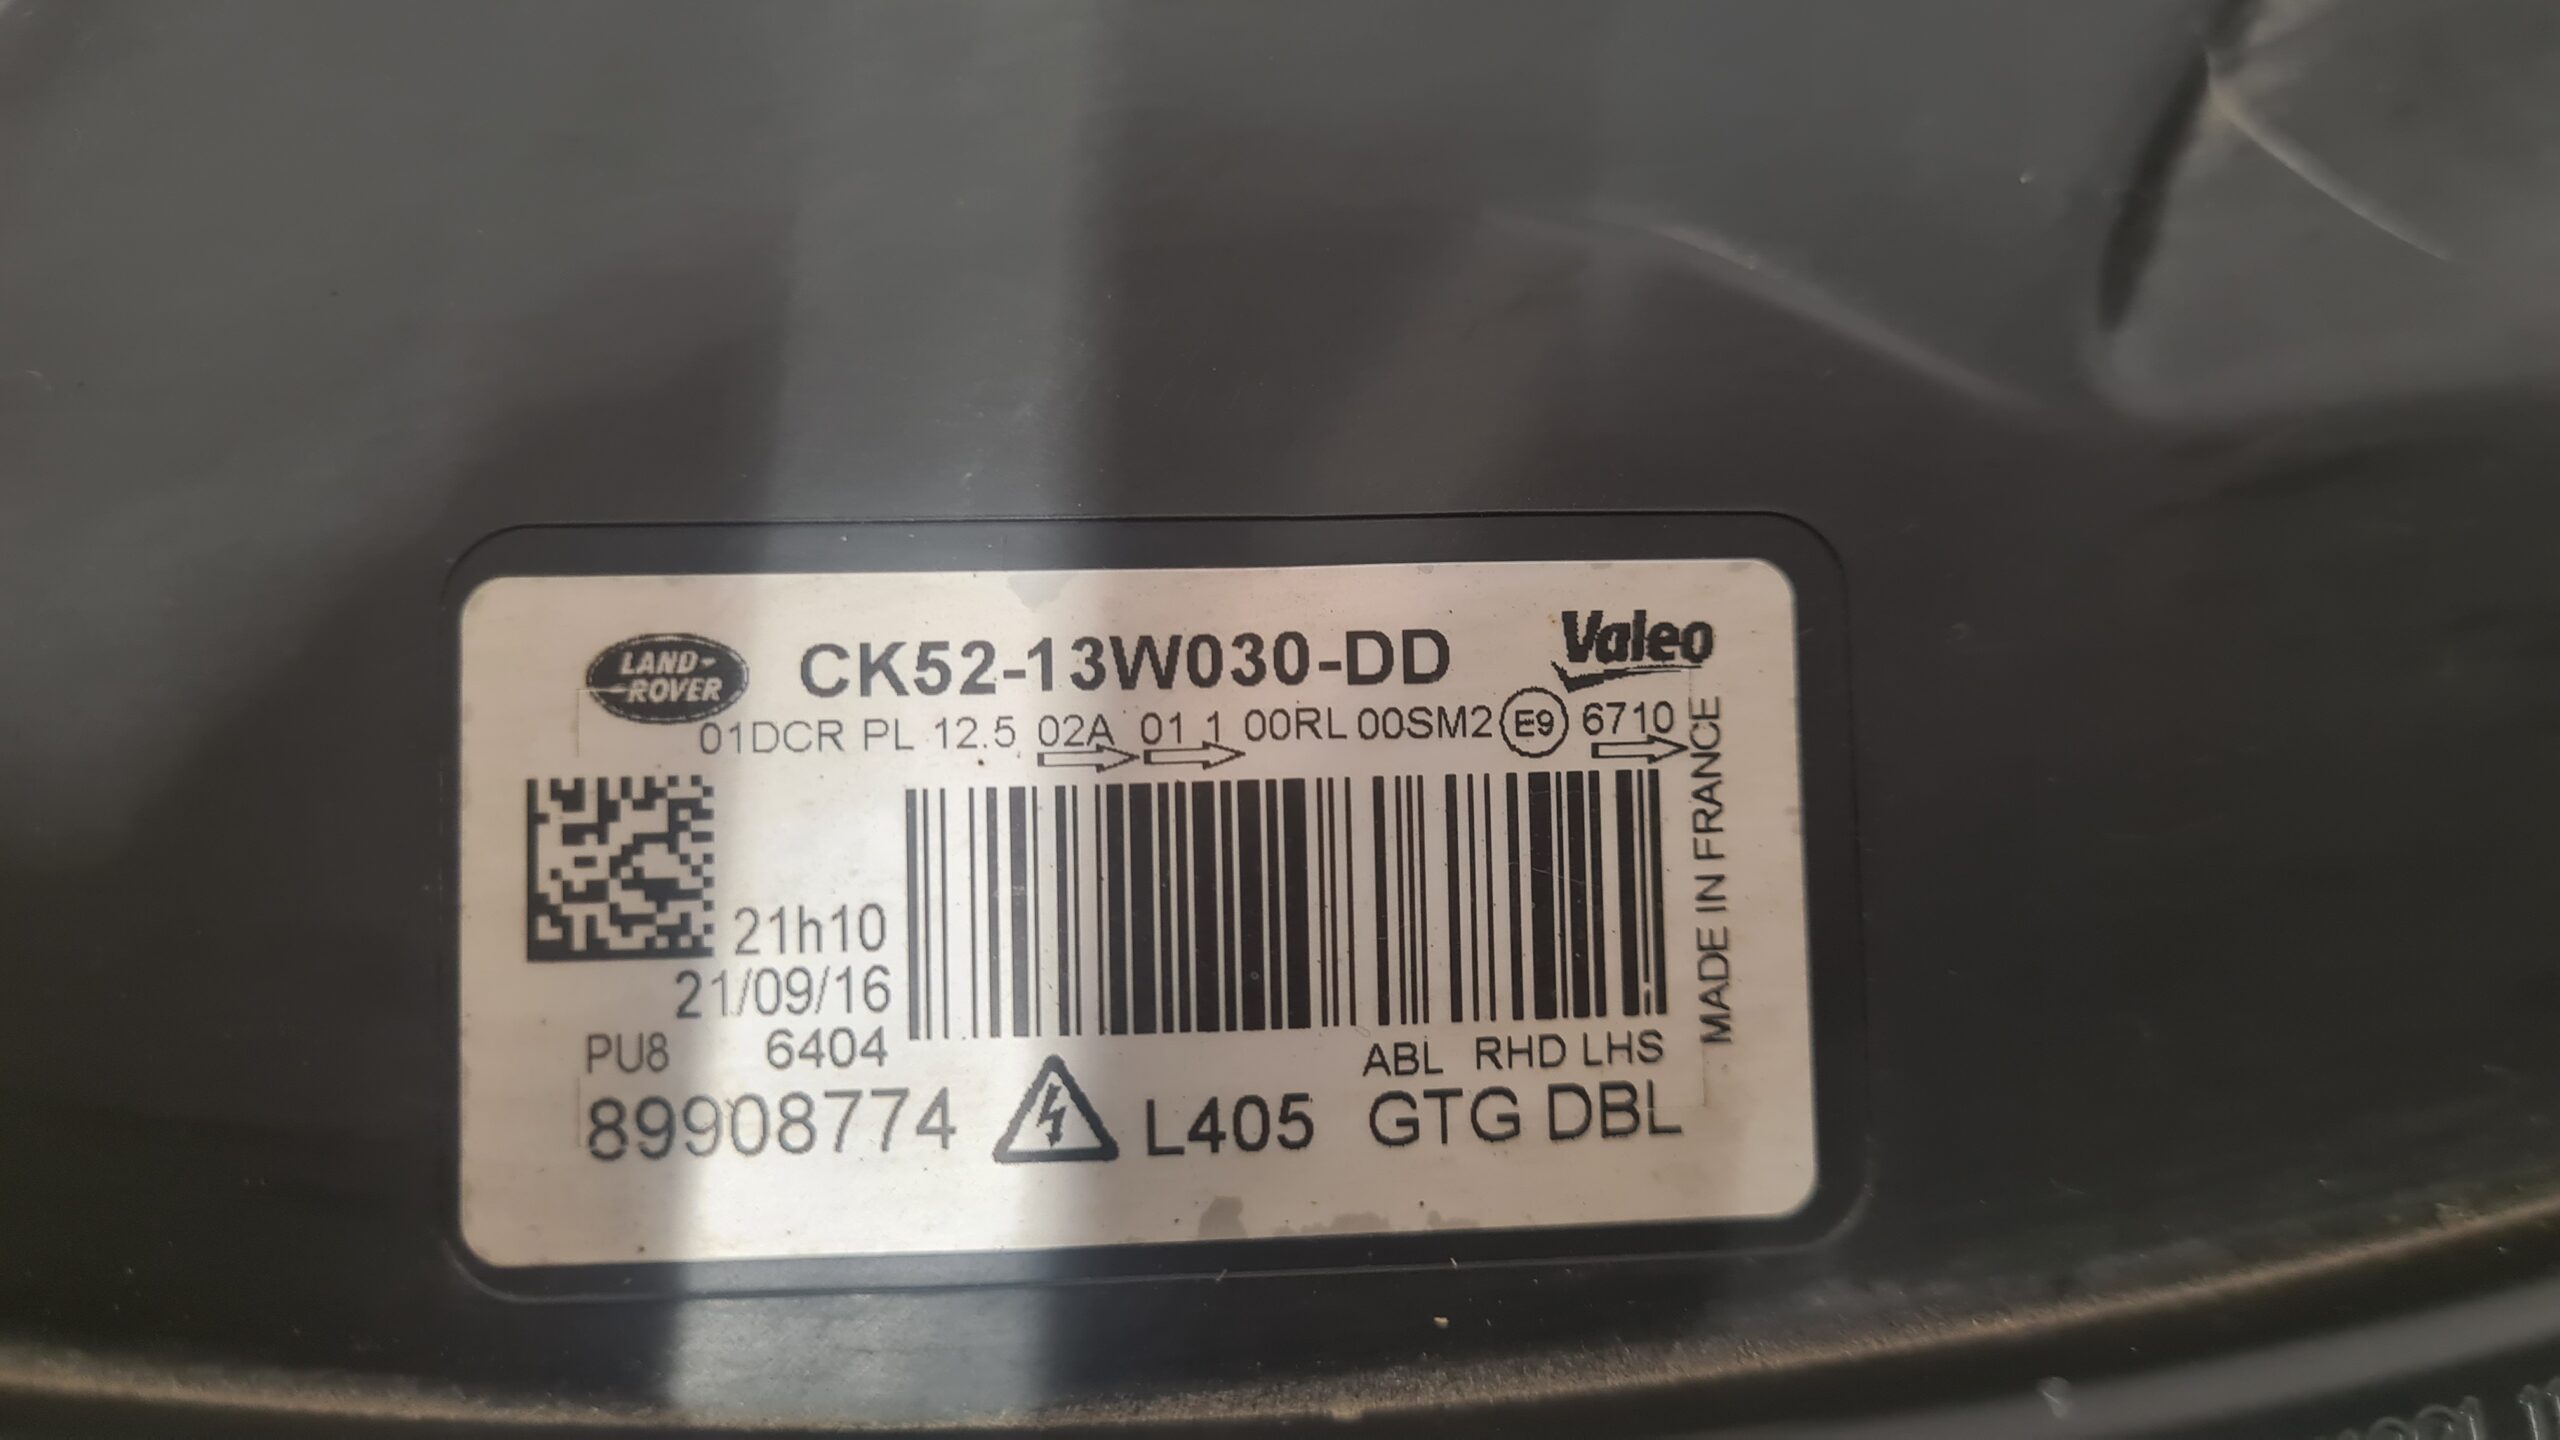 LAND-
-ROVER
CK52-13W030-DD
Valeo
01DCR PL 12.5 02A 01 1 00RL 00SM2 E9 6710
MADE IN FRANCE
21h10
21/09/16
PU8 6404
ABL RHD LHS
89908774 L405 GTG DBL